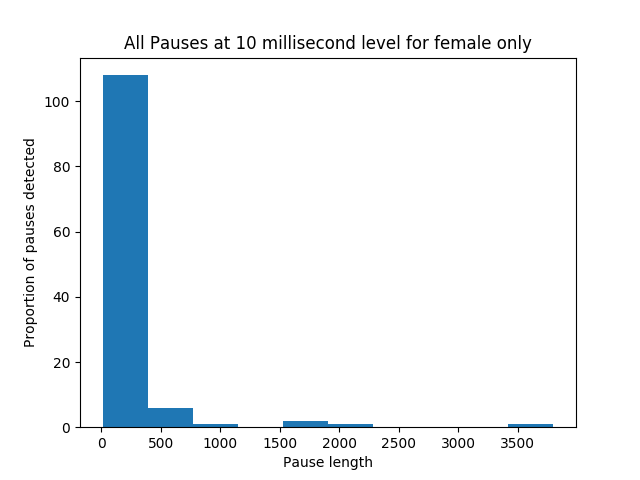 All Pauses at 10 millisecond level for female only
100
80
60
40
20
0
Proportion of pauses detected
0 500 1000 1500 2000 2500 3000 3500
Pause length